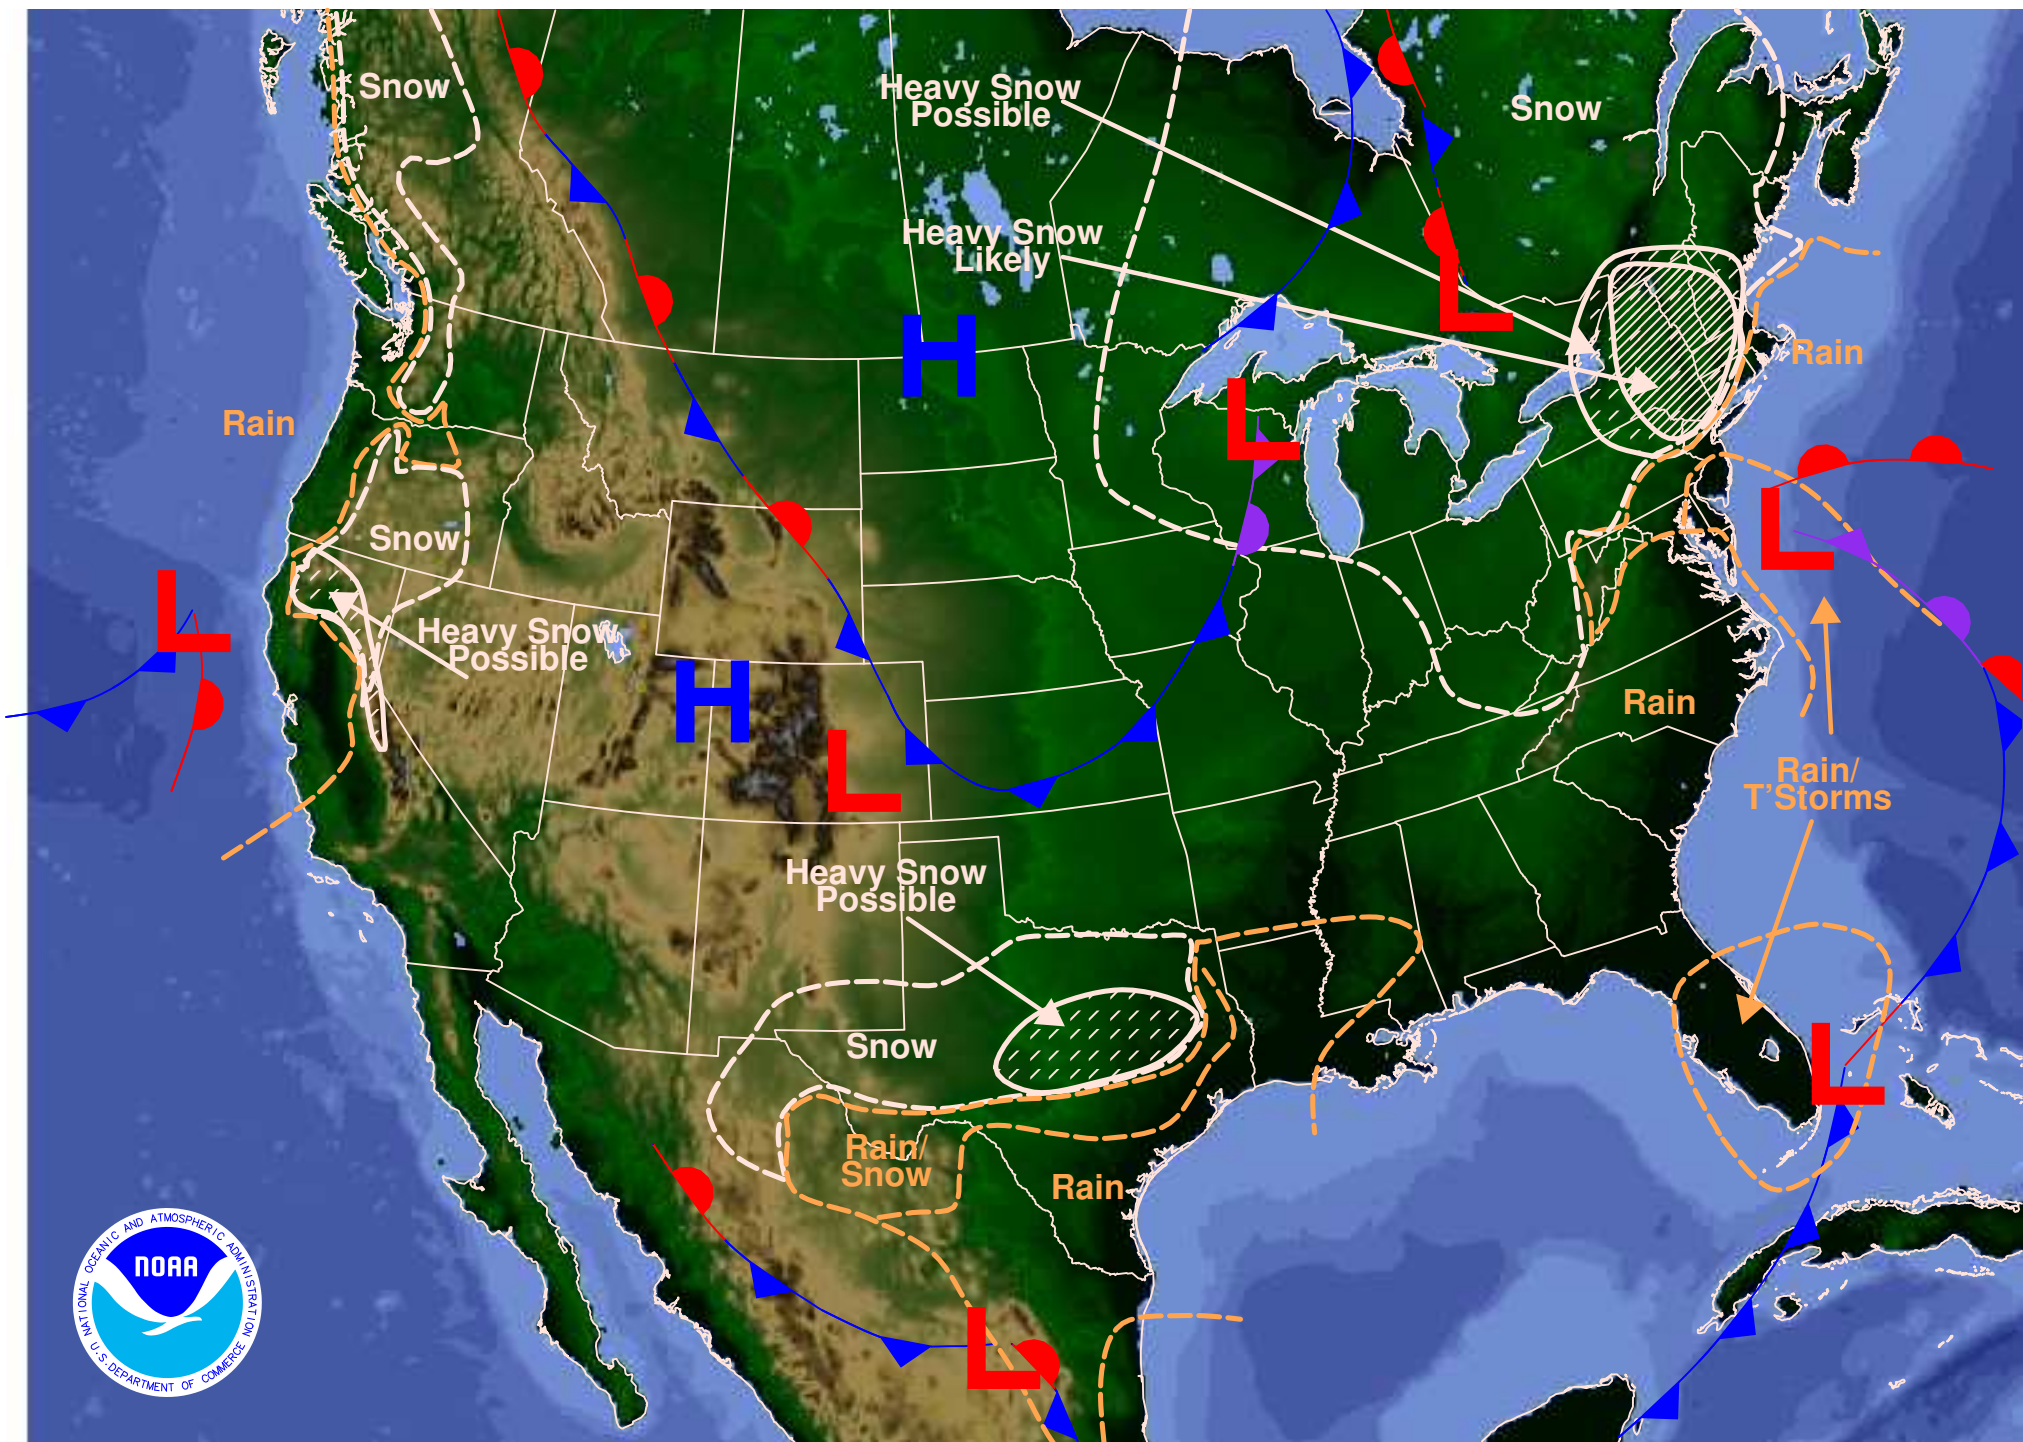 Snow
Heavy Snow
Possible
Snow
Heavy Snow
Likely
H
L
Rain
L
Rain
L
Snow
L
L
Heavy Snow
Possible
H
Rain
L
Rain/
T'Storms
Heavy Snow
Possible
Snow
L
Rain/
Snow
Rain
L
NATIONAL OCEANIC AND ATMOSPHERIC ADMINISTRATION
NOAA
U.S. DEPARTMENT OF COMMERCE